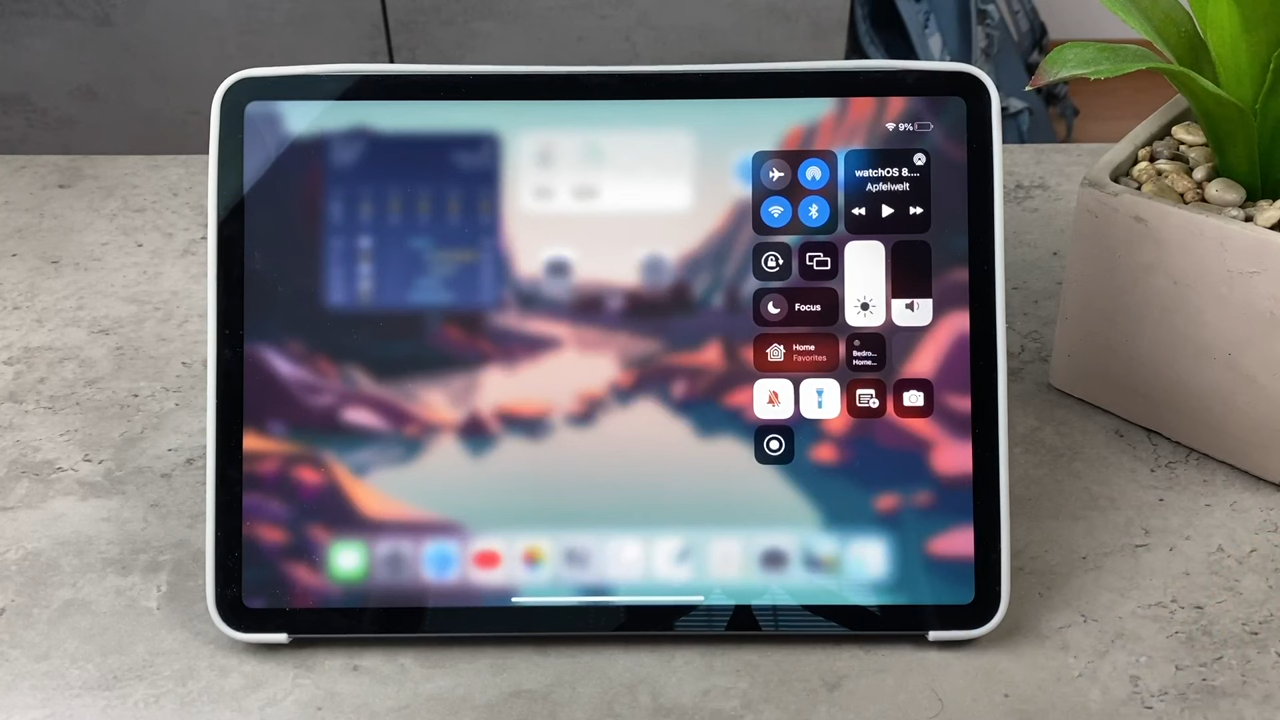 9%
watchOS 8....
Apfelwelt
Focus
Home
Favorites
Bedro...
Home...